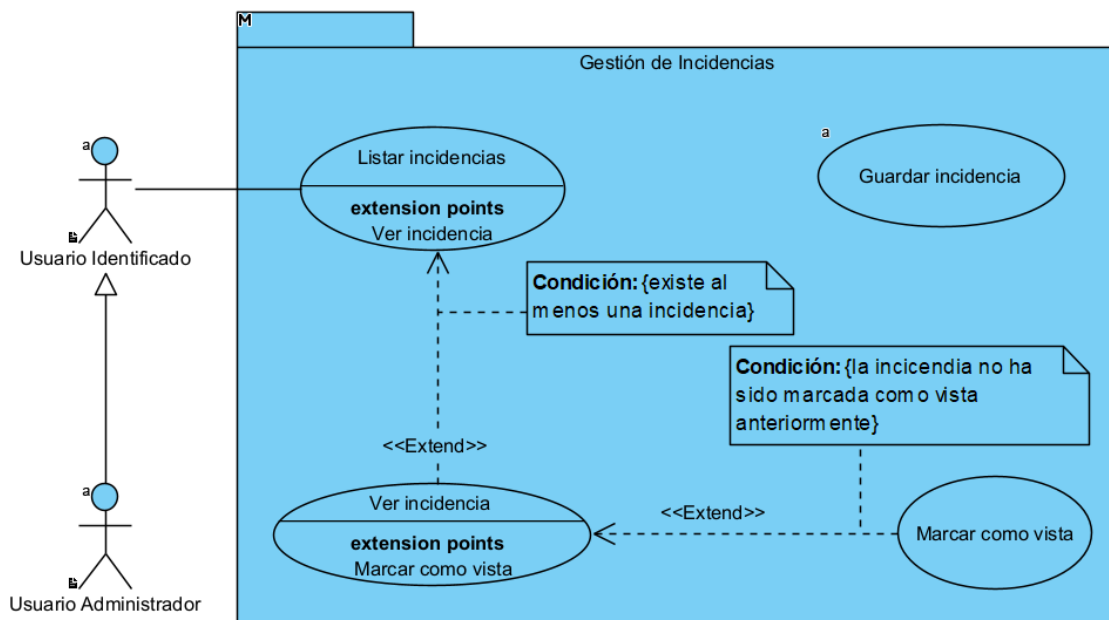 M
Gestión de Incidencias
a
Usuario Identificado
Listar incidencias
extension points
Ver incidencia
a
Guardar incidencia
Condición: {existe al
menos una incidencia}
Condición: {la incicendia no ha
sido marcada como vista
anteriormente}
<<Extend>>
a
Usuario Administrador
Ver incidencia
extension points
Marcar como vista
<<Extend>>
Marcar como vista